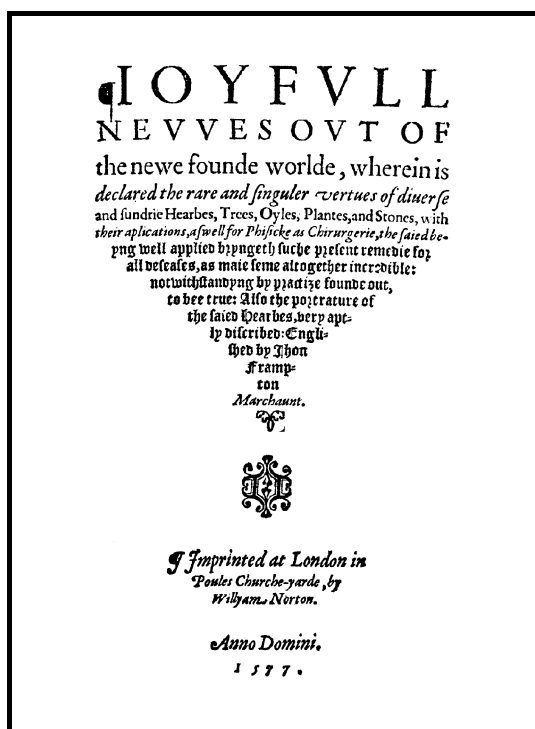 ¶IOYFVLL
NEVVES OVT OF
the newe founde worlde, wherein is
declared the rare and ſinguler vertues of diuerſe
and ſundrie Hearbes, Trees, Oyles, Plantes, and Stones, with
their aplications, aſwell for Phiſicke as Chirurgerie, the ſaied be-
yng well applied bryngeth ſuche preſent remedie for
all deſeaſes, as maie ſeme altogether incredible:
notwithſtandyng by practize founde out,
to bee true: Alſo the portrature of
the ſaied Hearbes, very apt-
ly diſcribed: Engli-
ſhed by Jhon
Framp-
ton
Marchaunt.
¶ Imprinted at London in
Poules Churche-yarde, by
Willyam Norton.
Anno Domini.
1577.